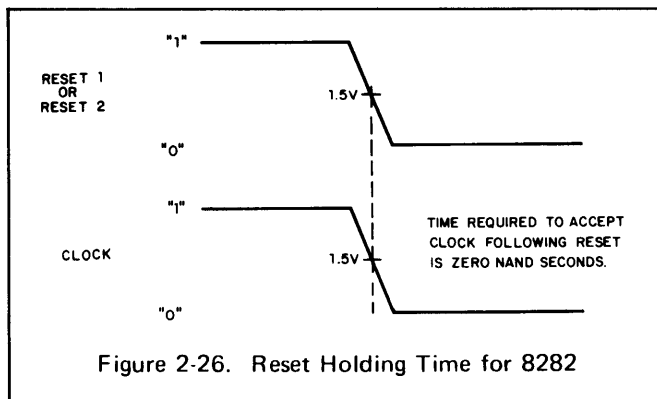 "1"
RESET 1
OR
RESET 2
1.5V
"0"
"1"
CLOCK
1.5V
"0"
TIME REQUIRED TO ACCEPT
CLOCK FOLLOWING RESET
IS ZERO NAND SECONDS.
Figure 2-26. Reset Holding Time for 8282